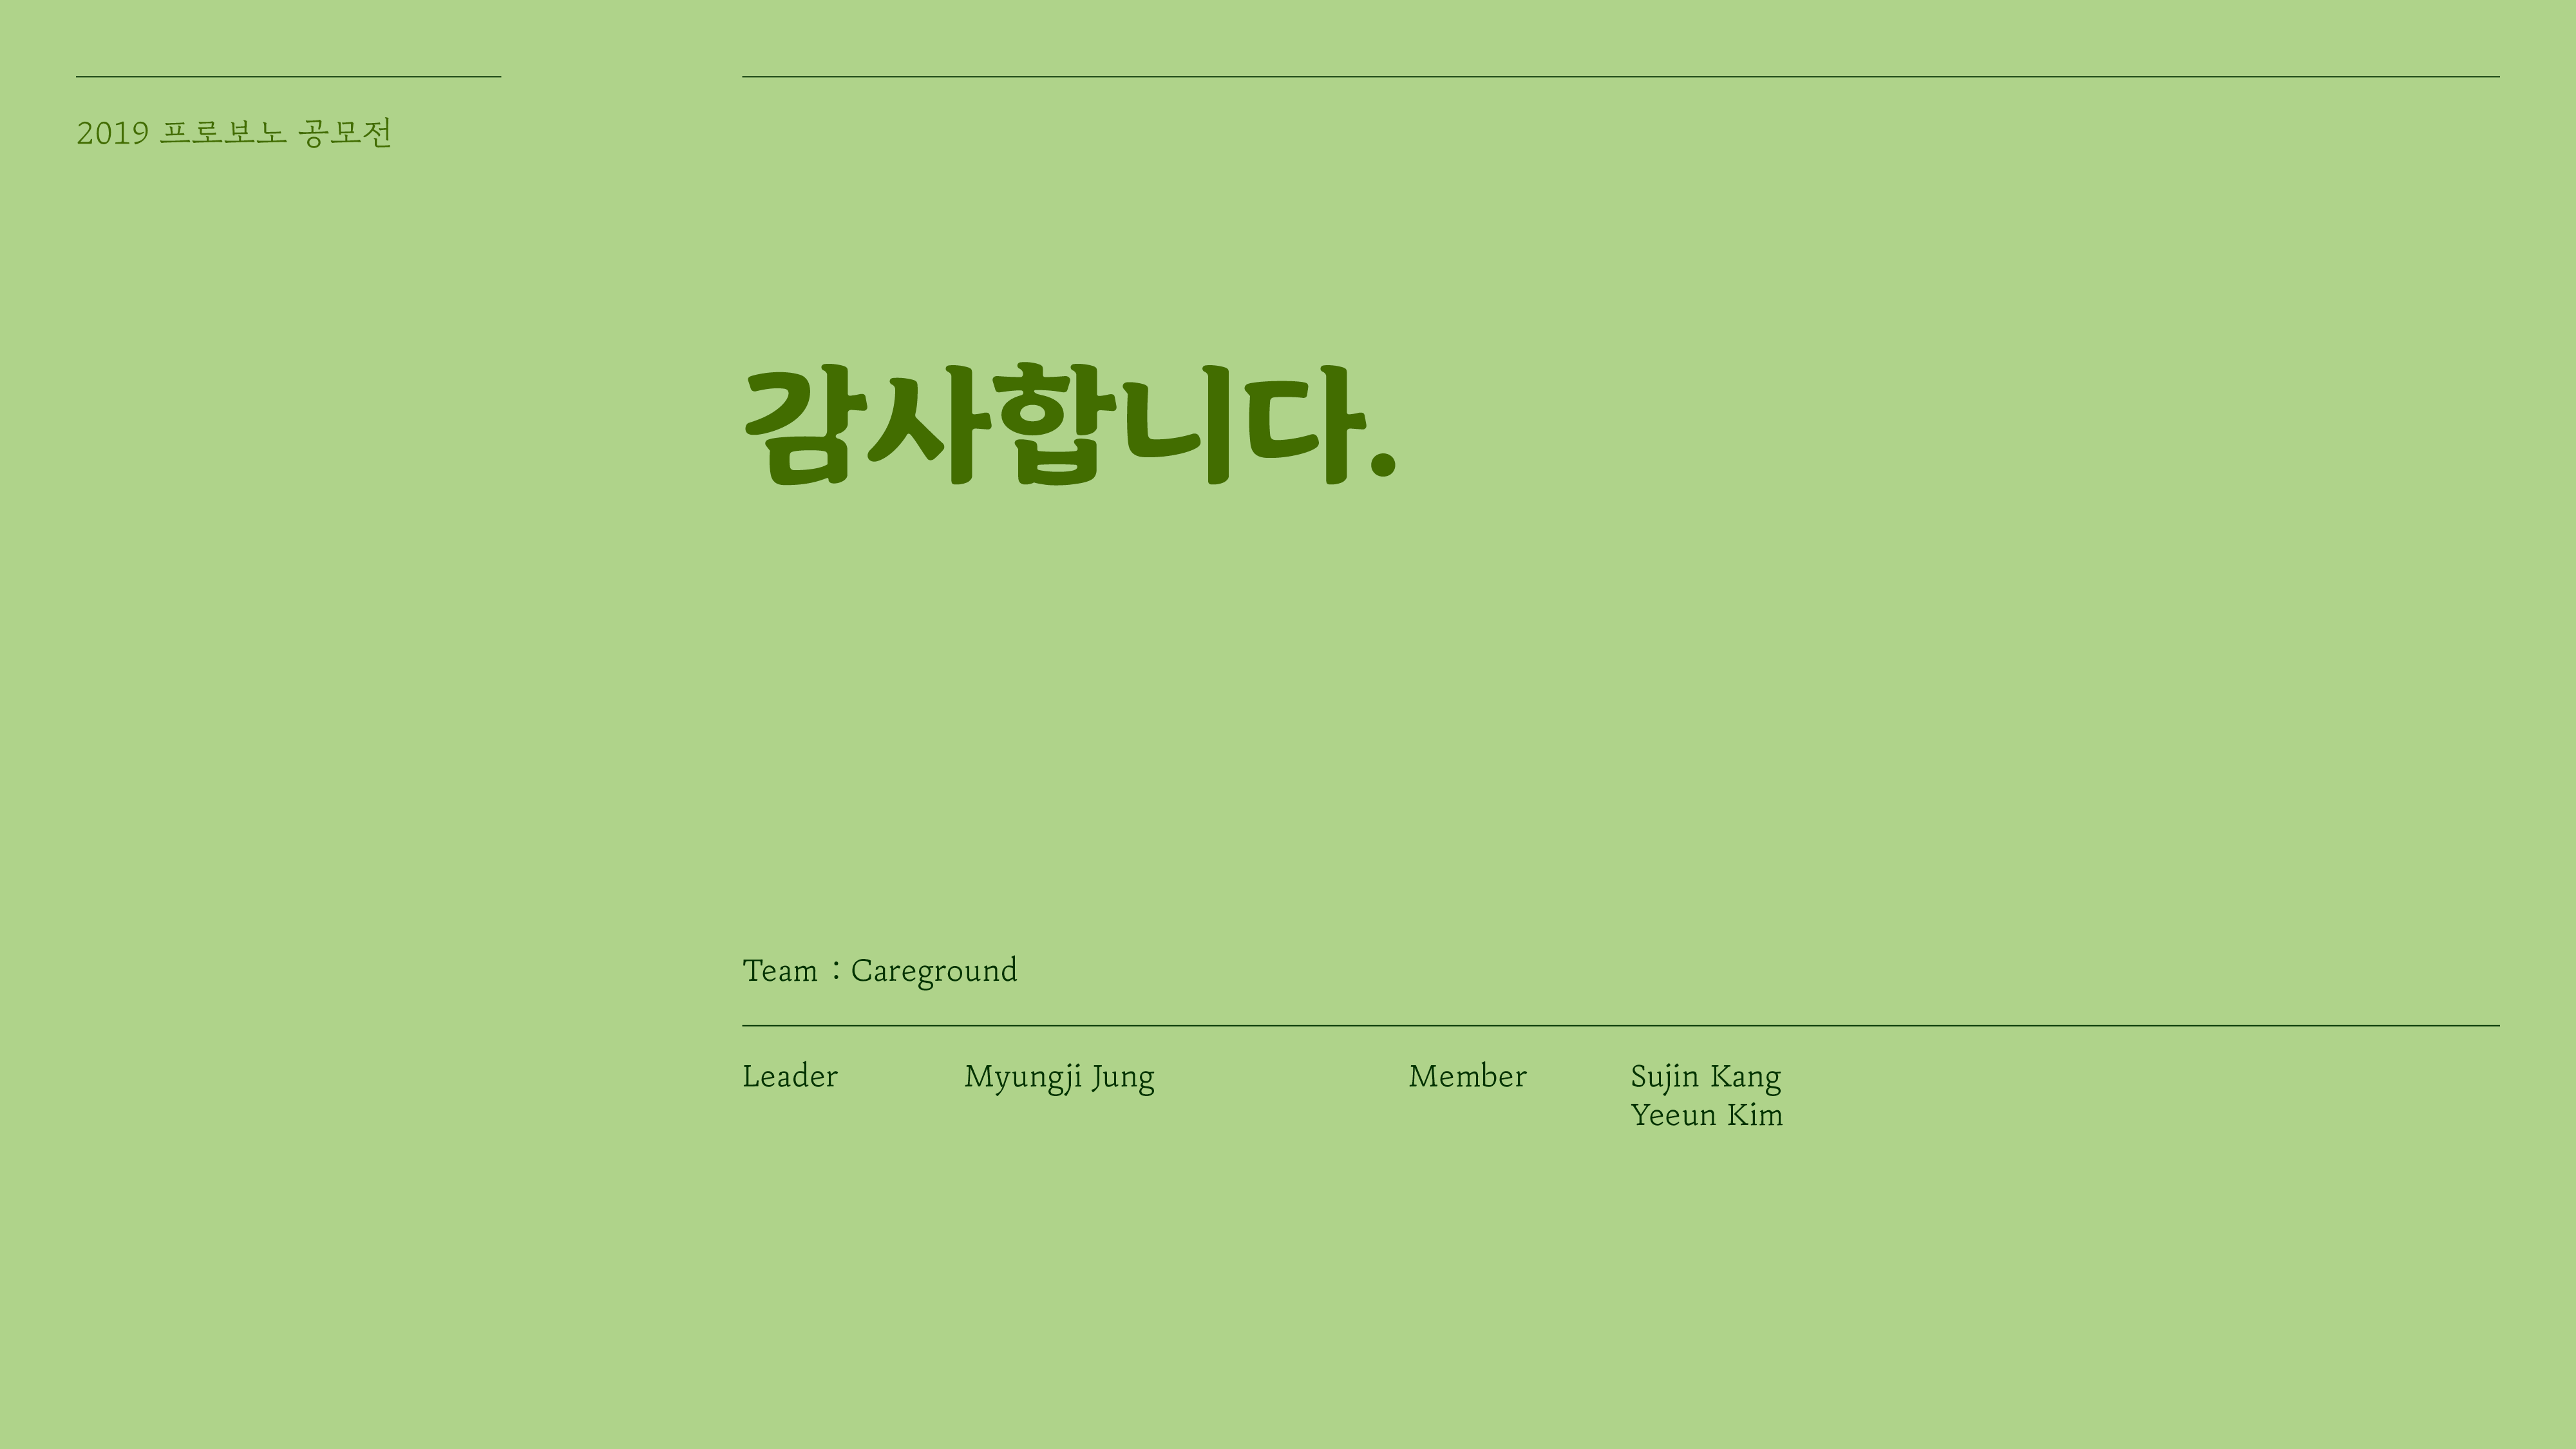 2019 프로보노 공모전
감사합니다.
Team : Careground
Leader Myungji Jung Member Sujin Kang
Yeeun Kim